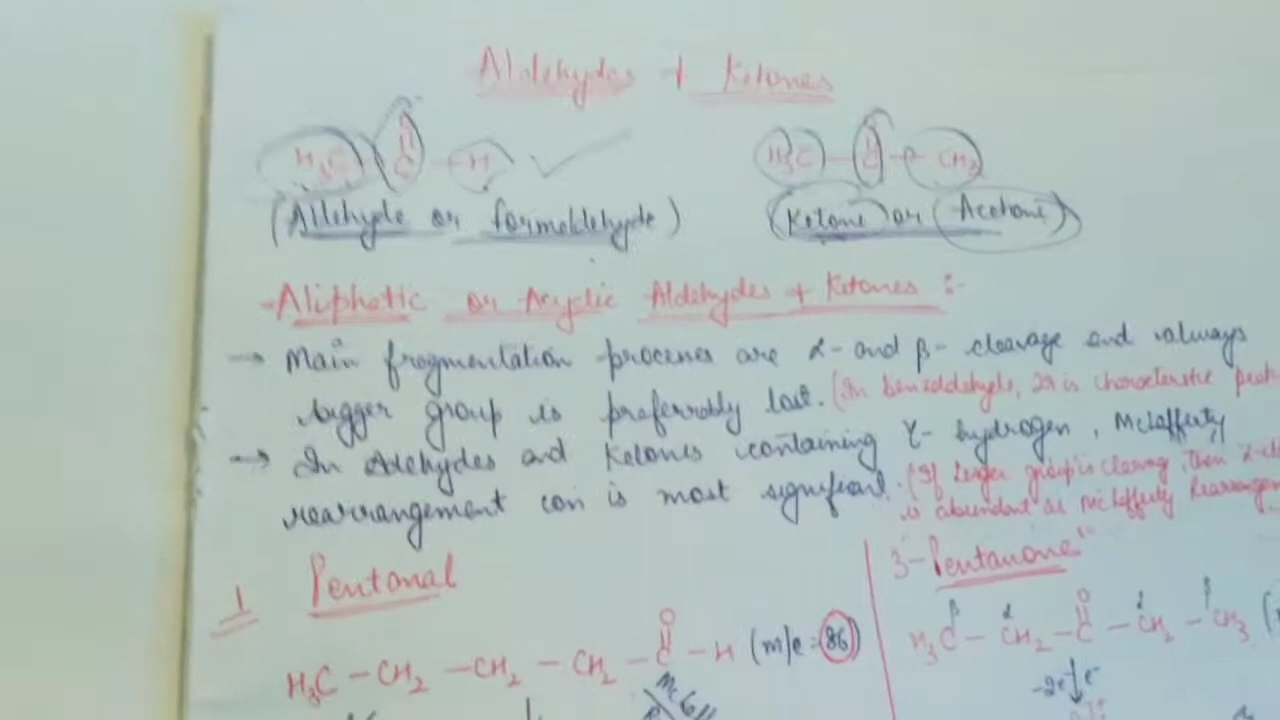 Aldehydes + Ketones
H₃C - C - H
O
H₃C - C - CH₃
(Aldehyde or formaldehyde)
(Ketone) or (Acetone)
-Aliphatic or Acyclic Aldehydes + Ketones :-
→ Main fragmentation processes are α- and β- cleavage and always
bigger group is preferrably lost. (In benzaldehyde, 29 is characteristic peak
→ In Aldehydes and Ketones containing γ- hydrogen, Mclafferty
rearrangement ion is most significant. (If larger group is cleaving, then
is abundant as Mclafferty Rearrangem
1 Pentanal
O
H₃C - CH₂ - CH₂ - CH₂ - C - H (m/e = 86)
3-Pentanone
β α O α β
H₃C - CH₂ - C - CH₂ - CH₃
-2e ↓ e⁻